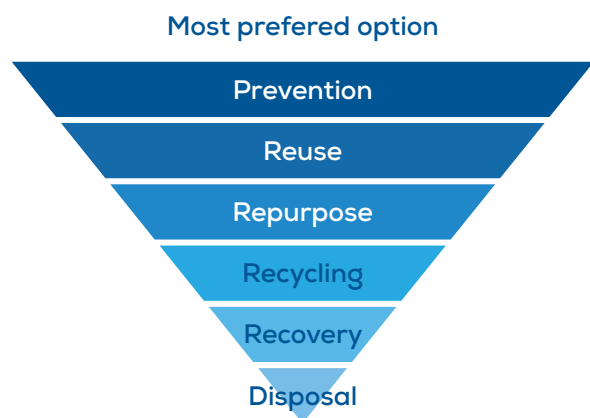 Most prefered option
Prevention
Reuse
Repurpose
Recycling
Recovery
Disposal